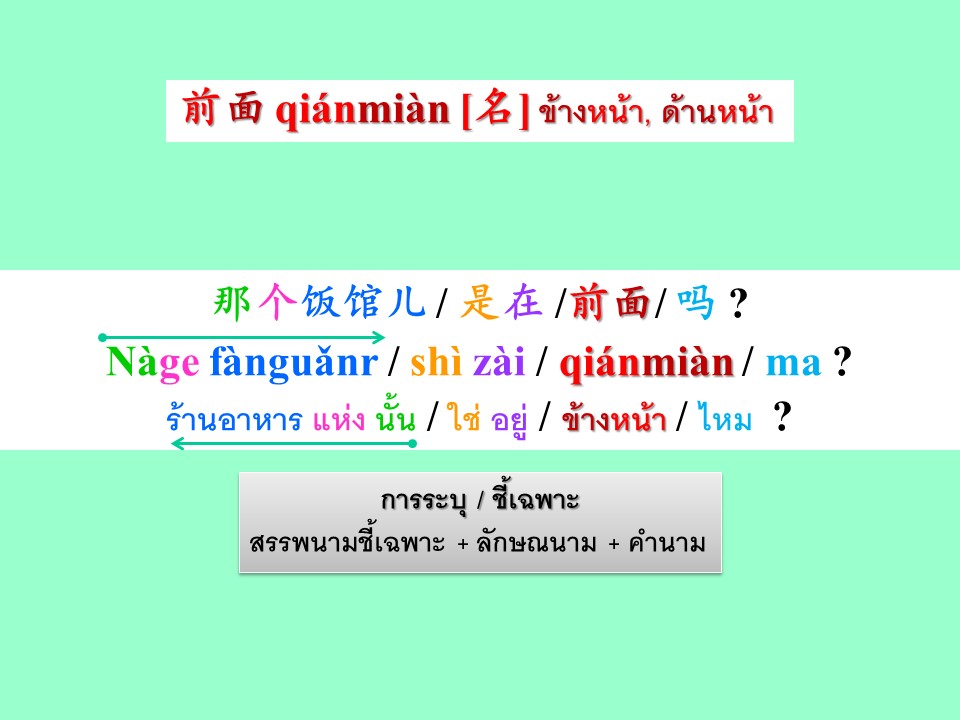 前面 qiánmiàn [名] ข้างหน้า, ด้านหน้า
那个饭馆儿 / 是在 /前面/ 吗 ?
Nàge fànguǎnr / shì zài / qiánmiàn / ma ?
ร้านอาหาร แห่ง นั้น / ใช่ อยู่ / ข้างหน้า / ไหม ?
การระบุ / ชี้เฉพาะ
สรรพนามชี้เฉพาะ + ลักษณนาม + คำนาม